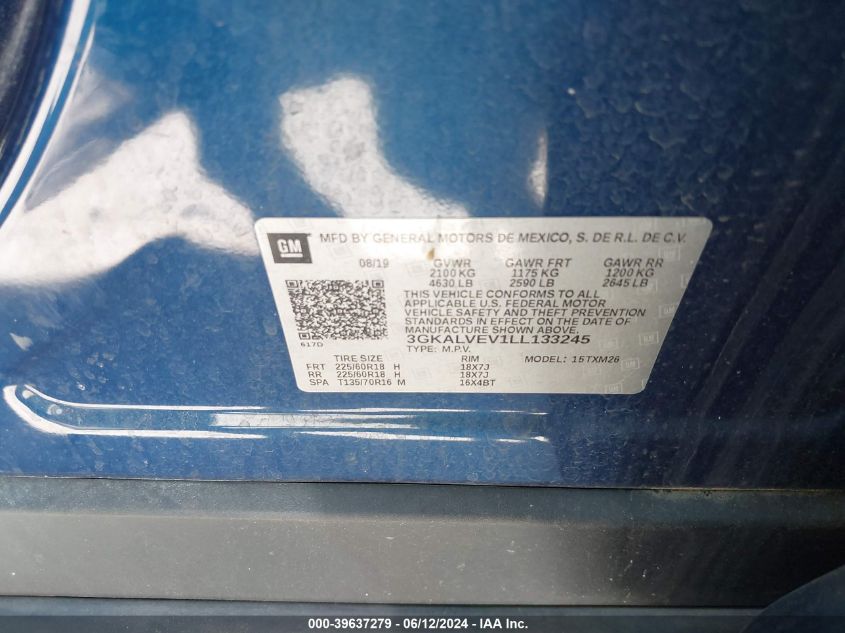 GM
MFD BY GENERAL MOTORS DE MEXICO, S. DE R.L. DE C.V.
08/19 GVWR GAWR FRT GAWR RR
2100 KG 1175 KG 1200 KG
4630 LB 2590 LB 2645 LB
THIS VEHICLE CONFORMS TO ALL
APPLICABLE U.S. FEDERAL MOTOR
VEHICLE SAFETY AND THEFT PREVENTION
STANDARDS IN EFFECT ON THE DATE OF
MANUFACTURE SHOWN ABOVE.
617D 3GKALVEV1LL133245
TYPE: M.P.V.
TIRE SIZE RIM MODEL: 15TXM26
FRT 225/60R18 H 18X7J
RR 225/60R18 H 18X7J
SPA T135/70R16 M 16X4BT
000-39637279 - 06/12/2024 - IAA Inc.